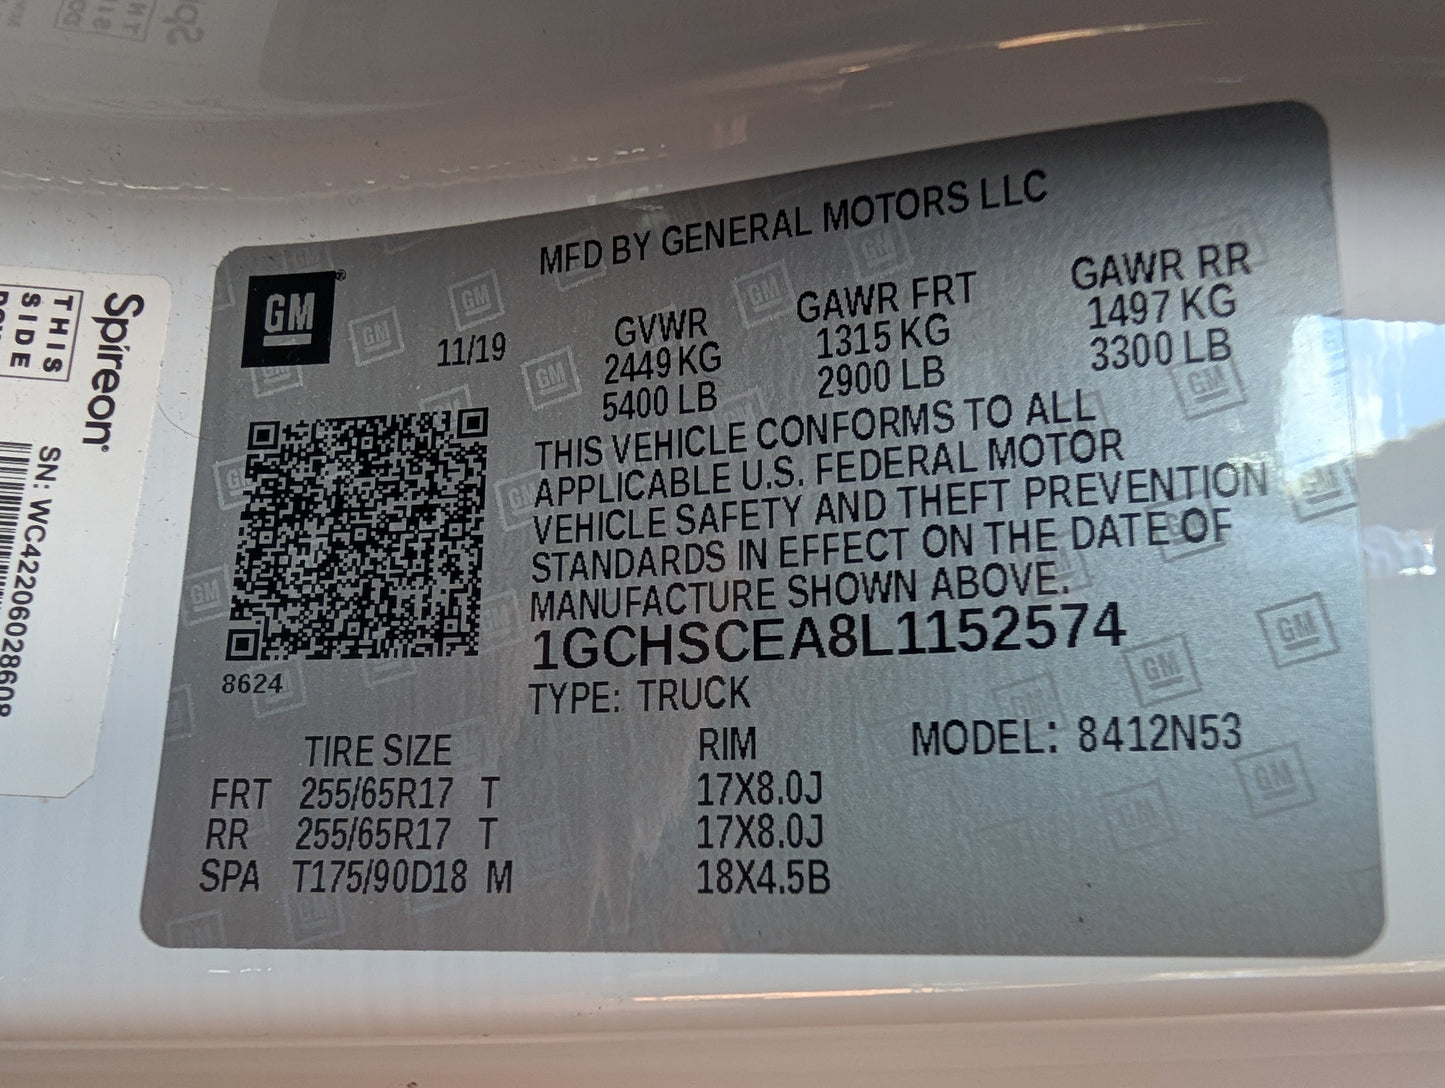 MFD BY GENERAL MOTORS LLC
GM
11/19
GVWR GAWR FRT GAWR RR
2449 KG 1315 KG 1497 KG
5400 LB 2900 LB 3300 LB
THIS VEHICLE CONFORMS TO ALL
APPLICABLE U.S. FEDERAL MOTOR
VEHICLE SAFETY AND THEFT PREVENTION
STANDARDS IN EFFECT ON THE DATE OF
MANUFACTURE SHOWN ABOVE.
1GCHSCEA8L1152574
8624
TYPE: TRUCK
TIRE SIZE RIM MODEL: 8412N53
FRT 255/65R17 T 17X8.0J
RR 255/65R17 T 17X8.0J
SPA T175/90D18 M 18X4.5B
Spireon
THIS
SIDE
SN: WC42206028608